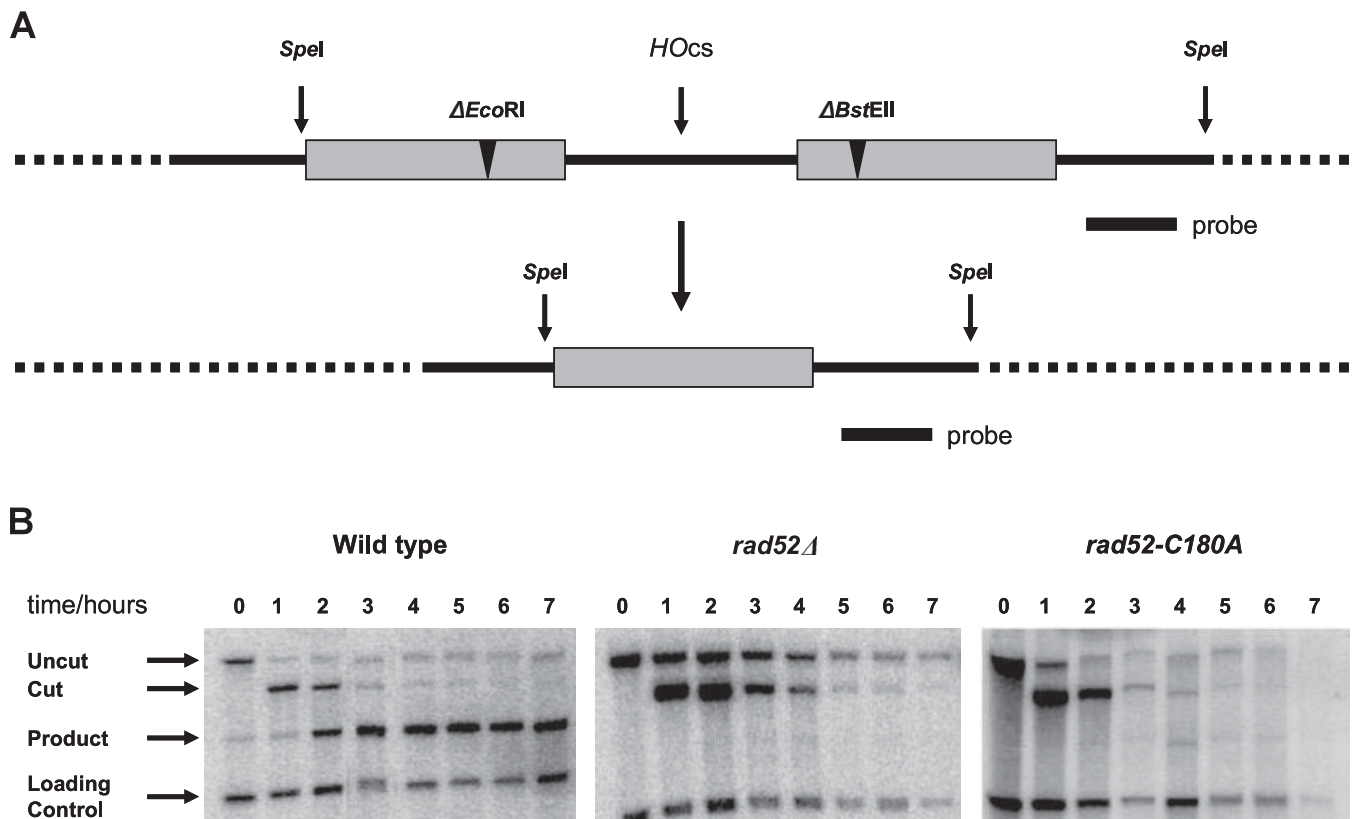 A
SpeI HOcs SpeI
ΔEcoRI ΔBstEII
probe
SpeI SpeI
probe
B
Wild type rad52Δ rad52-C180A
time/hours 0 1 2 3 4 5 6 7 0 1 2 3 4 5 6 7 0 1 2 3 4 5 6 7
Uncut
Cut
Product
Loading
Control